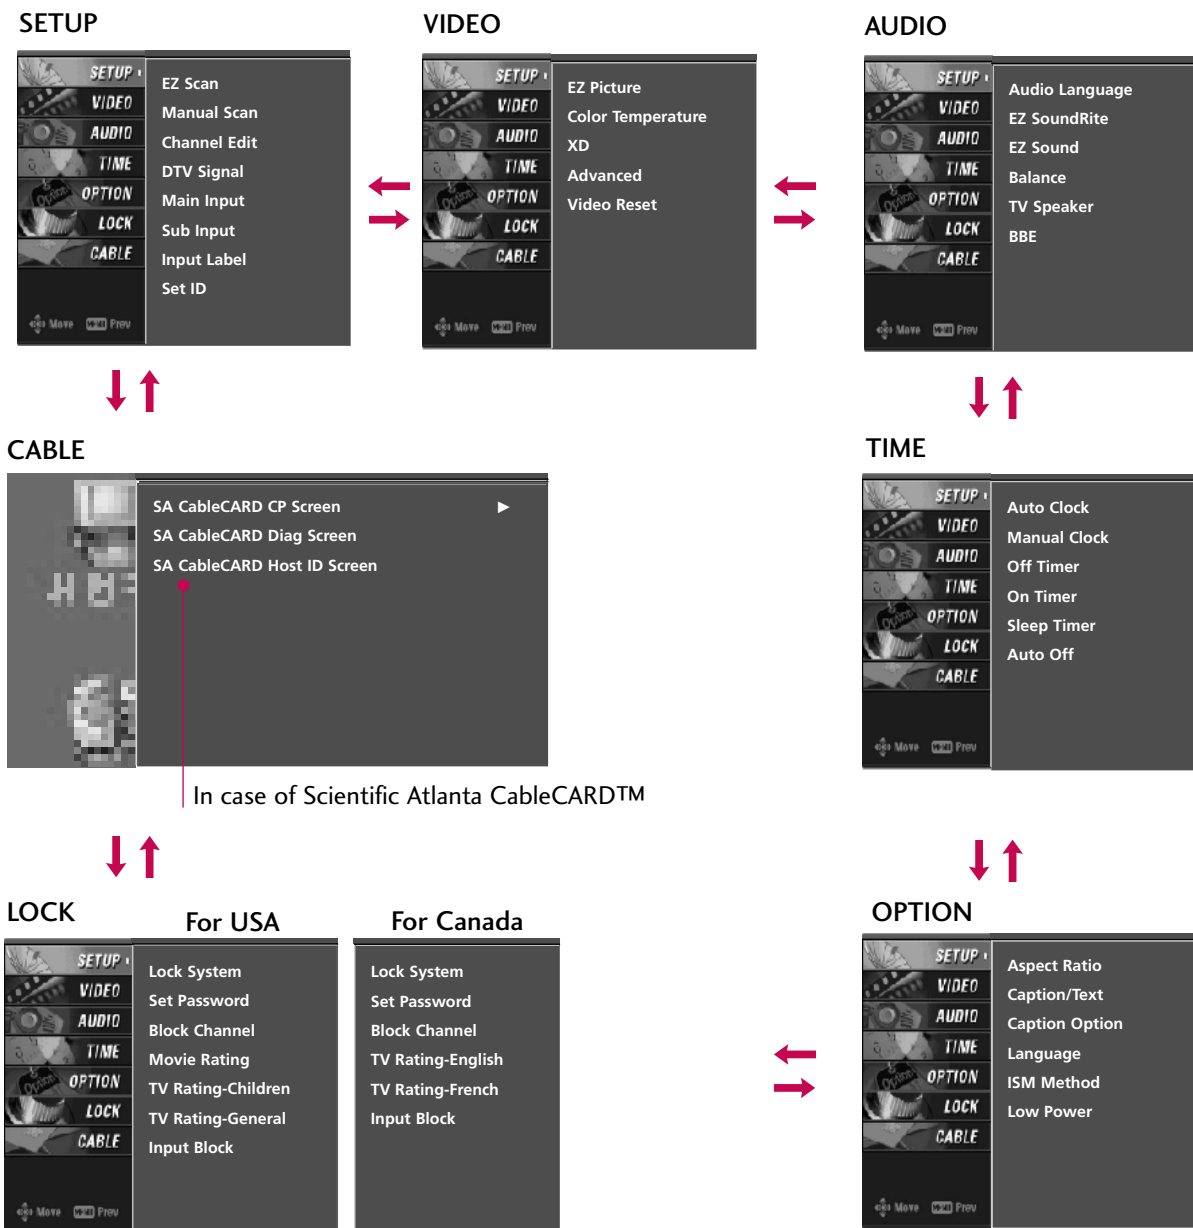 SETUP
SETUP
VIDEO
AUDIO
TIME
OPTION
LOCK
CABLE
Move MENU Prev
EZ Scan
Manual Scan
Channel Edit
DTV Signal
Main Input
Sub Input
Input Label
Set ID
VIDEO
SETUP
VIDEO
AUDIO
TIME
OPTION
LOCK
CABLE
Move MENU Prev
EZ Picture
Color Temperature
XD
Advanced
Video Reset
AUDIO
SETUP
VIDEO
AUDIO
TIME
OPTION
LOCK
CABLE
Move MENU Prev
Audio Language
EZ SoundRite
EZ Sound
Balance
TV Speaker
BBE
CABLE
SA CableCARD CP Screen
SA CableCARD Diag Screen
SA CableCARD Host ID Screen
In case of Scientific Atlanta CableCARDTM
TIME
SETUP
VIDEO
AUDIO
TIME
OPTION
LOCK
CABLE
Move MENU Prev
Auto Clock
Manual Clock
Off Timer
On Timer
Sleep Timer
Auto Off
LOCK
SETUP
VIDEO
AUDIO
TIME
OPTION
LOCK
CABLE
Move MENU Prev
For USA
Lock System
Set Password
Block Channel
Movie Rating
TV Rating-Children
TV Rating-General
Input Block
For Canada
Lock System
Set Password
Block Channel
TV Rating-English
TV Rating-French
Input Block
OPTION
SETUP
VIDEO
AUDIO
TIME
OPTION
LOCK
CABLE
Move MENU Prev
Aspect Ratio
Caption/Text
Caption Option
Language
ISM Method
Low Power